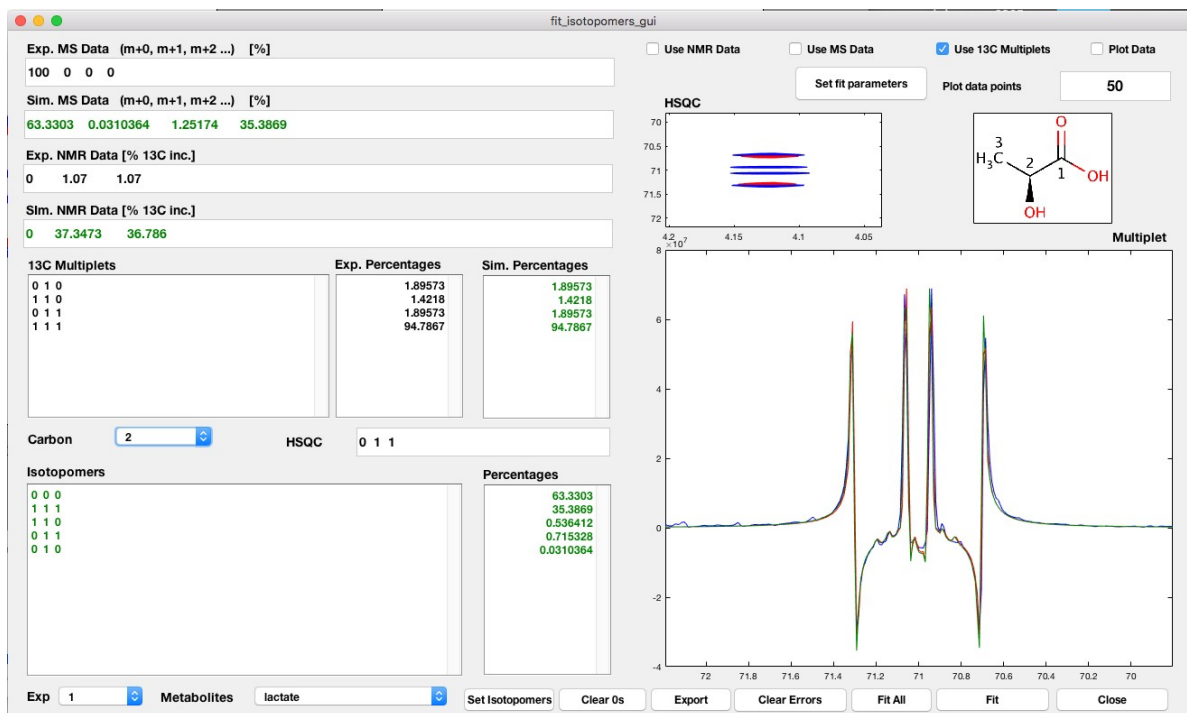 fit_isotopomers_gui
Exp. MS Data (m+0, m+1, m+2 ...) [%]
100 0 0 0
Sim. MS Data (m+0, m+1, m+2 ...) [%]
63.3303 0.0310364 1.25174 35.3869
Exp. NMR Data [% 13C inc.]
0 1.07 1.07
SIm. NMR Data [% 13C inc.]
0 37.3473 36.786
Use NMR Data Use MS Data Use 13C Multiplets Plot Data
Set fit parameters Plot data points 50
HSQC
70
70.5
71
71.5
72
4.2 4.15 4.1 4.05
3
H3C
2
1
O
OH
OH
13C Multiplets Exp. Percentages Sim. Percentages
0 1 0 1.89573 1.89573
1 1 0 1.4218 1.4218
0 1 1 1.89573 1.89573
1 1 1 94.7867 94.7867
Carbon 2 HSQC 0 1 1
Isotopomers Percentages
0 0 0 63.3303
1 1 1 35.3869
1 1 0 0.536412
0 1 1 0.715328
0 1 0 0.0310364
Multiplet
×10^7
8
6
4
2
0
-2
-4
72 71.8 71.6 71.4 71.2 71 70.8 70.6 70.4 70.2 70
Exp 1 Metabolites lactate Set Isotopomers Clear 0s Export Clear Errors Fit All Fit Close